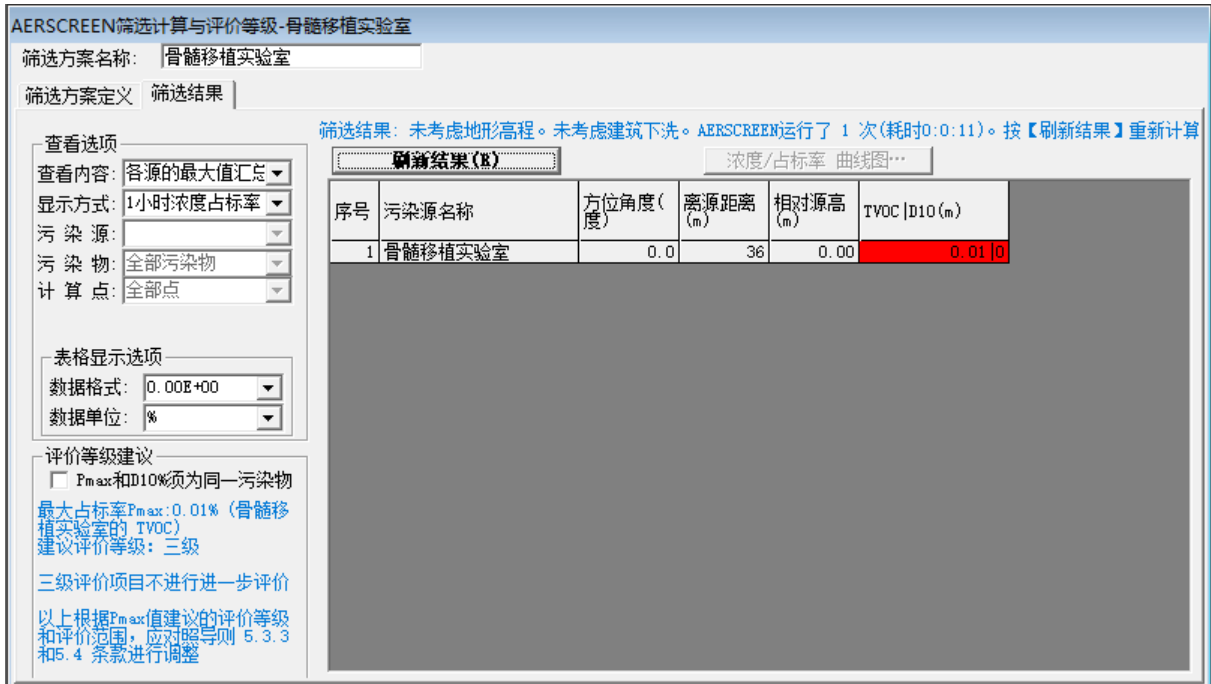 AERSCREEN筛选计算与评价等级-骨髓移植实验室
筛选方案名称: 骨髓移植实验室
筛选方案定义 筛选结果
筛选结果: 未考虑地形高程。未考虑建筑下洗。AERSCREEN运行了 1 次(耗时0:0:11)。按【刷新结果】重新计算
查看选项
查看内容: 各源的最大值汇总
显示方式: 1小时浓度占标率
污 染 源:
污 染 物: 全部污染物
计 算 点: 全部点
表格显示选项
数据格式: 0.00E+00
数据单位: %
评价等级建议
Pmax和D10%须为同一污染物
最大占标率Pmax:0.01% (骨髓移
植实验室的 TVOC)
建议评价等级: 三级
三级评价项目不进行进一步评价
以上根据Pmax值建议的评价等级
和评价范围,应对照导则 5.3.3
和5.4 条款进行调整
刷新结果(R) 浓度/占标率 曲线图…
序号 污染源名称 方位角度(度) 离源距离(m) 相对源高(m) TVOC|D10(m)
1 骨髓移植实验室 0.0 36 0.00 0.01|0